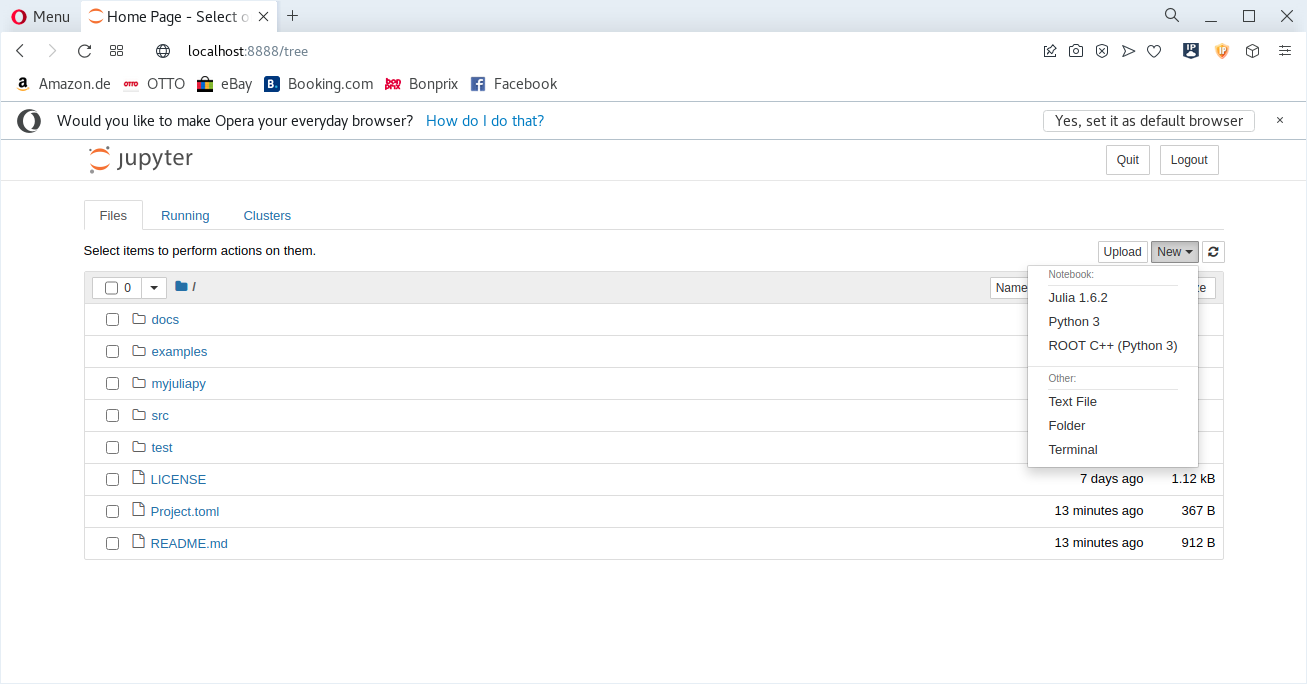 Menu Home Page - Select o
localhost:8888/tree
Amazon.de OTTO eBay Booking.com Bonprix Facebook
Would you like to make Opera your everyday browser? How do I do that? Yes, set it as default browser
jupyter Quit Logout
Files Running Clusters
Select items to perform actions on them. Upload New
0 / Name
Notebook:
Julia 1.6.2
Python 3
ROOT C++ (Python 3)
Other:
Text File
Folder
Terminal
docs
examples
myjuliapy
src
test
LICENSE 7 days ago 1.12 kB
Project.toml 13 minutes ago 367 B
README.md 13 minutes ago 912 B